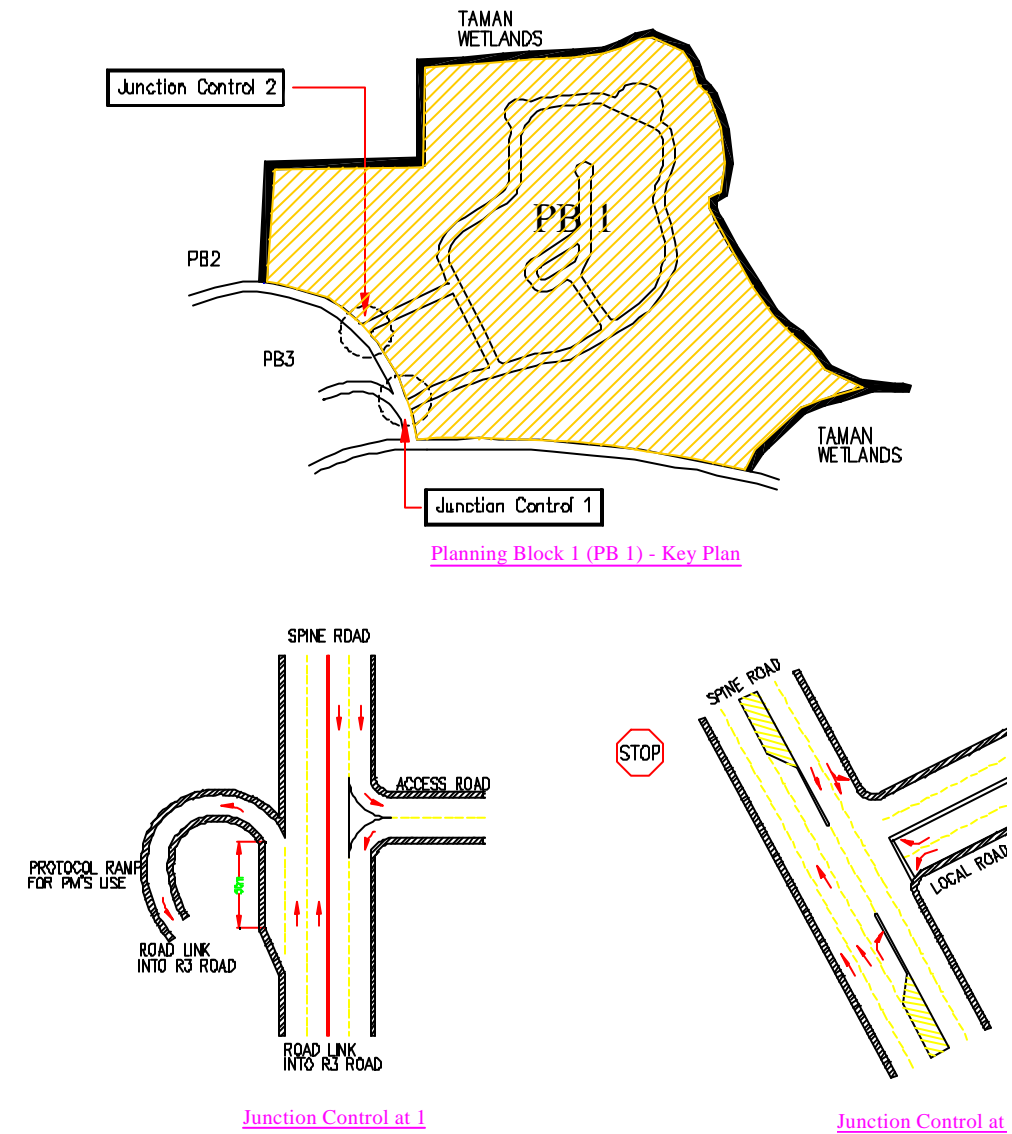 TAMAN
WETLANDS
Junction Control 2
PB 1
PB2
PB3
TAMAN
WETLANDS
Junction Control 1
Planning Block 1 (PB 1) - Key Plan
SPINE ROAD
SPINE ROAD
STOP
ACCESS ROAD
PROTOCOL RAMP
FOR PM'S USE
LOCAL ROAD
ROAD LINK
INTO R3 ROAD
ROAD LINK
INTO R3 ROAD
Junction Control at 1
Junction Control at